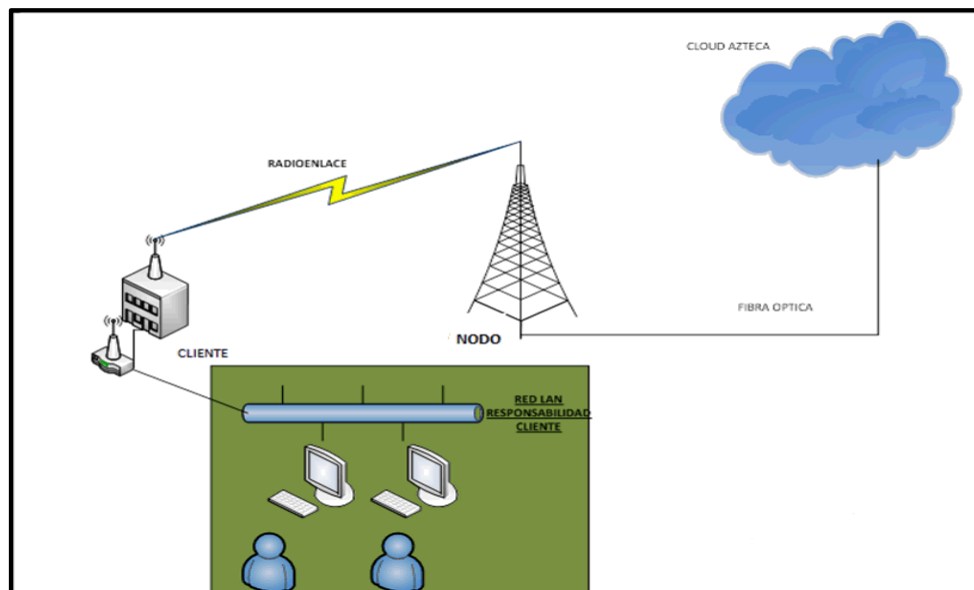 CLOUD AZTECA
RADIOENLACE
FIBRA OPTICA
NODO
CLIENTE
RED LAN
RESPONSABILIDAD
CLIENTE